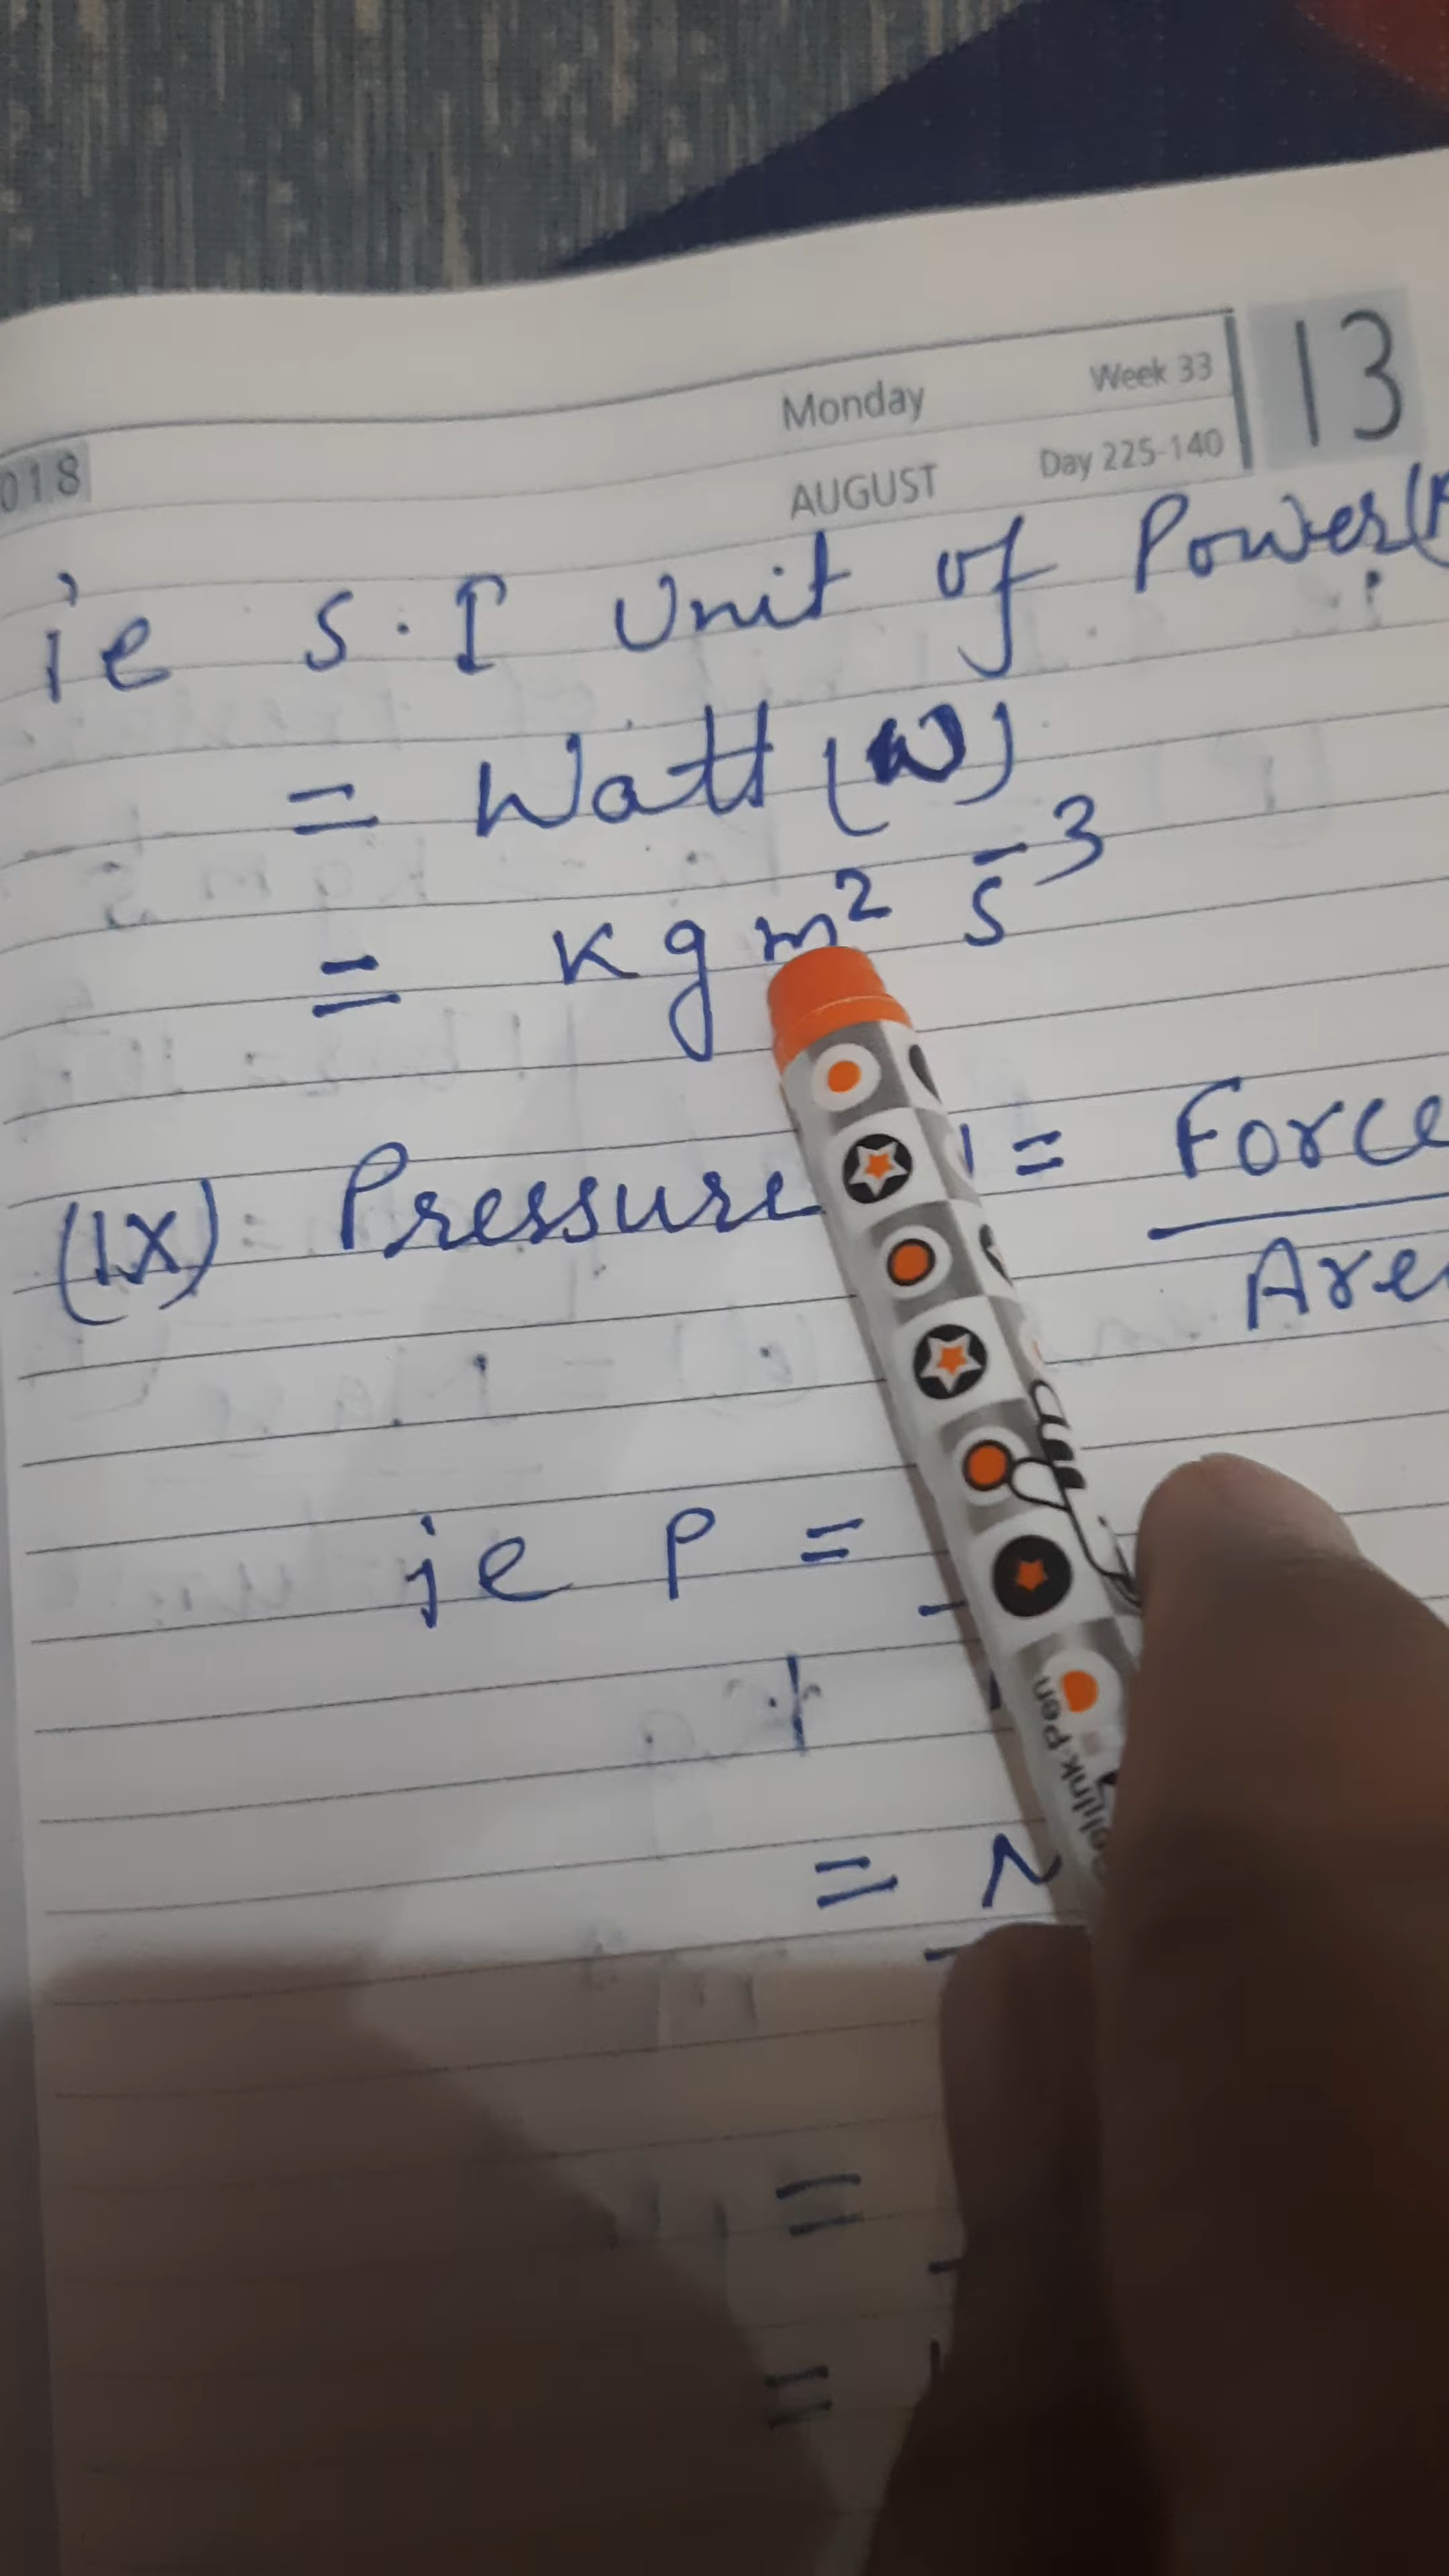 Monday Week 33 13
018 AUGUST Day 225-140
ie S.I Unit of Power(
= Watt (W)
= Kg m² s̄³
(IX) Pressure = Force
Are
ie P =
= N
=
=
Pen